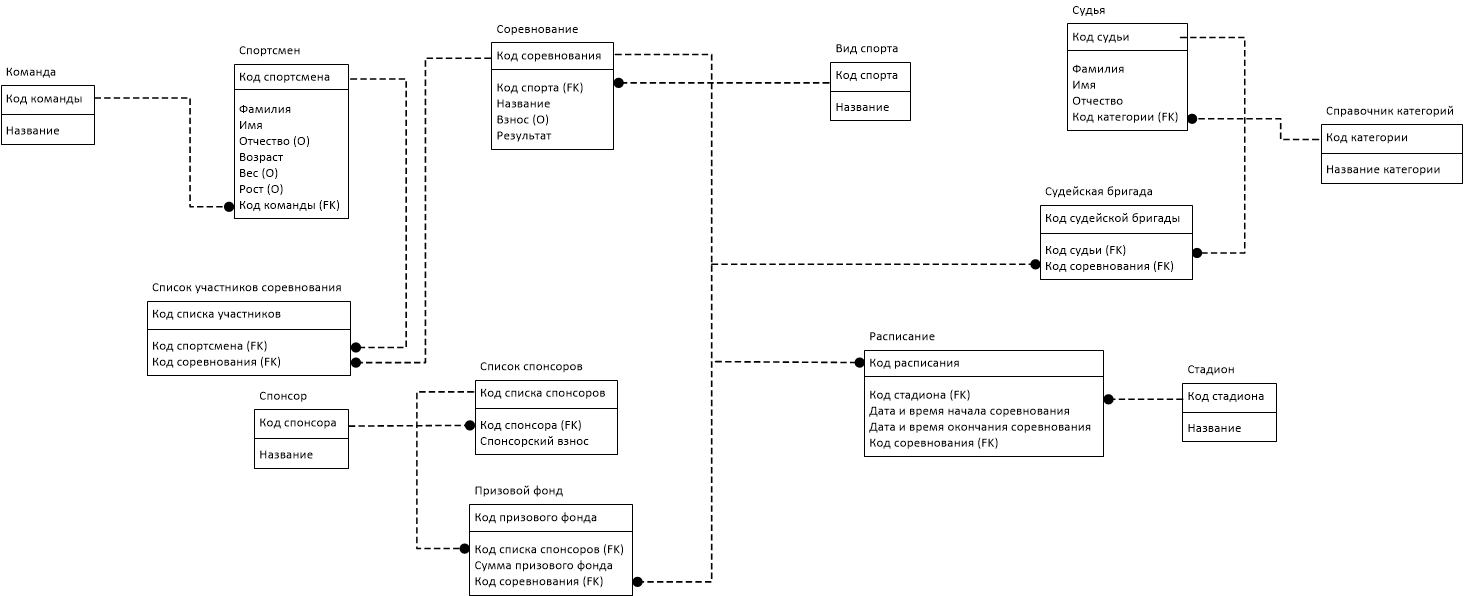 Команда
Код команды
Название
Спортсмен
Код спортсмена
Фамилия
Имя
Отчество (О)
Возраст
Вес (О)
Рост (О)
Код команды (FK)
Соревнование
Код соревнования
Код спорта (FK)
Название
Взнос (О)
Результат
Вид спорта
Код спорта
Название
Судья
Код судьи
Фамилия
Имя
Отчество
Код категории (FK)
Справочник категорий
Код категории
Название категории
Судейская бригада
Код судейской бригады
Код судьи (FK)
Код соревнования (FK)
Список участников соревнования
Код списка участников
Код спортсмена (FK)
Код соревнования (FK)
Спонсор
Код спонсора
Название
Список спонсоров
Код списка спонсоров
Код спонсора (FK)
Спонсорский взнос
Расписание
Код расписания
Код стадиона (FK)
Дата и время начала соревнования
Дата и время окончания соревнования
Код соревнования (FK)
Стадион
Код стадиона
Название
Призовой фонд
Код призового фонда
Код списка спонсоров (FK)
Сумма призового фонда
Код соревнования (FK)